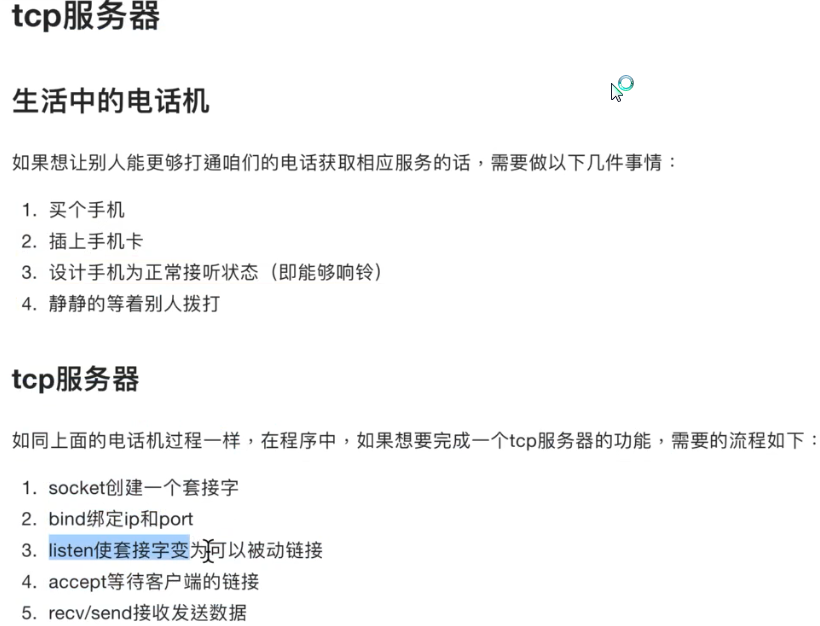 tcp服务器
生活中的电话机
如果想让别人能更够打通咱们的电话获取相应服务的话，需要做以下几件事情：
1. 买个手机
2. 插上手机卡
3. 设计手机为正常接听状态（即能够响铃）
4. 静静的等着别人拨打
tcp服务器
如同上面的电话机过程一样，在程序中，如果想要完成一个tcp服务器的功能，需要的流程如下：
1. socket创建一个套接字
2. bind绑定ip和port
3. listen使套接字变为可以被动链接
4. accept等待客户端的链接
5. recv/send接收发送数据